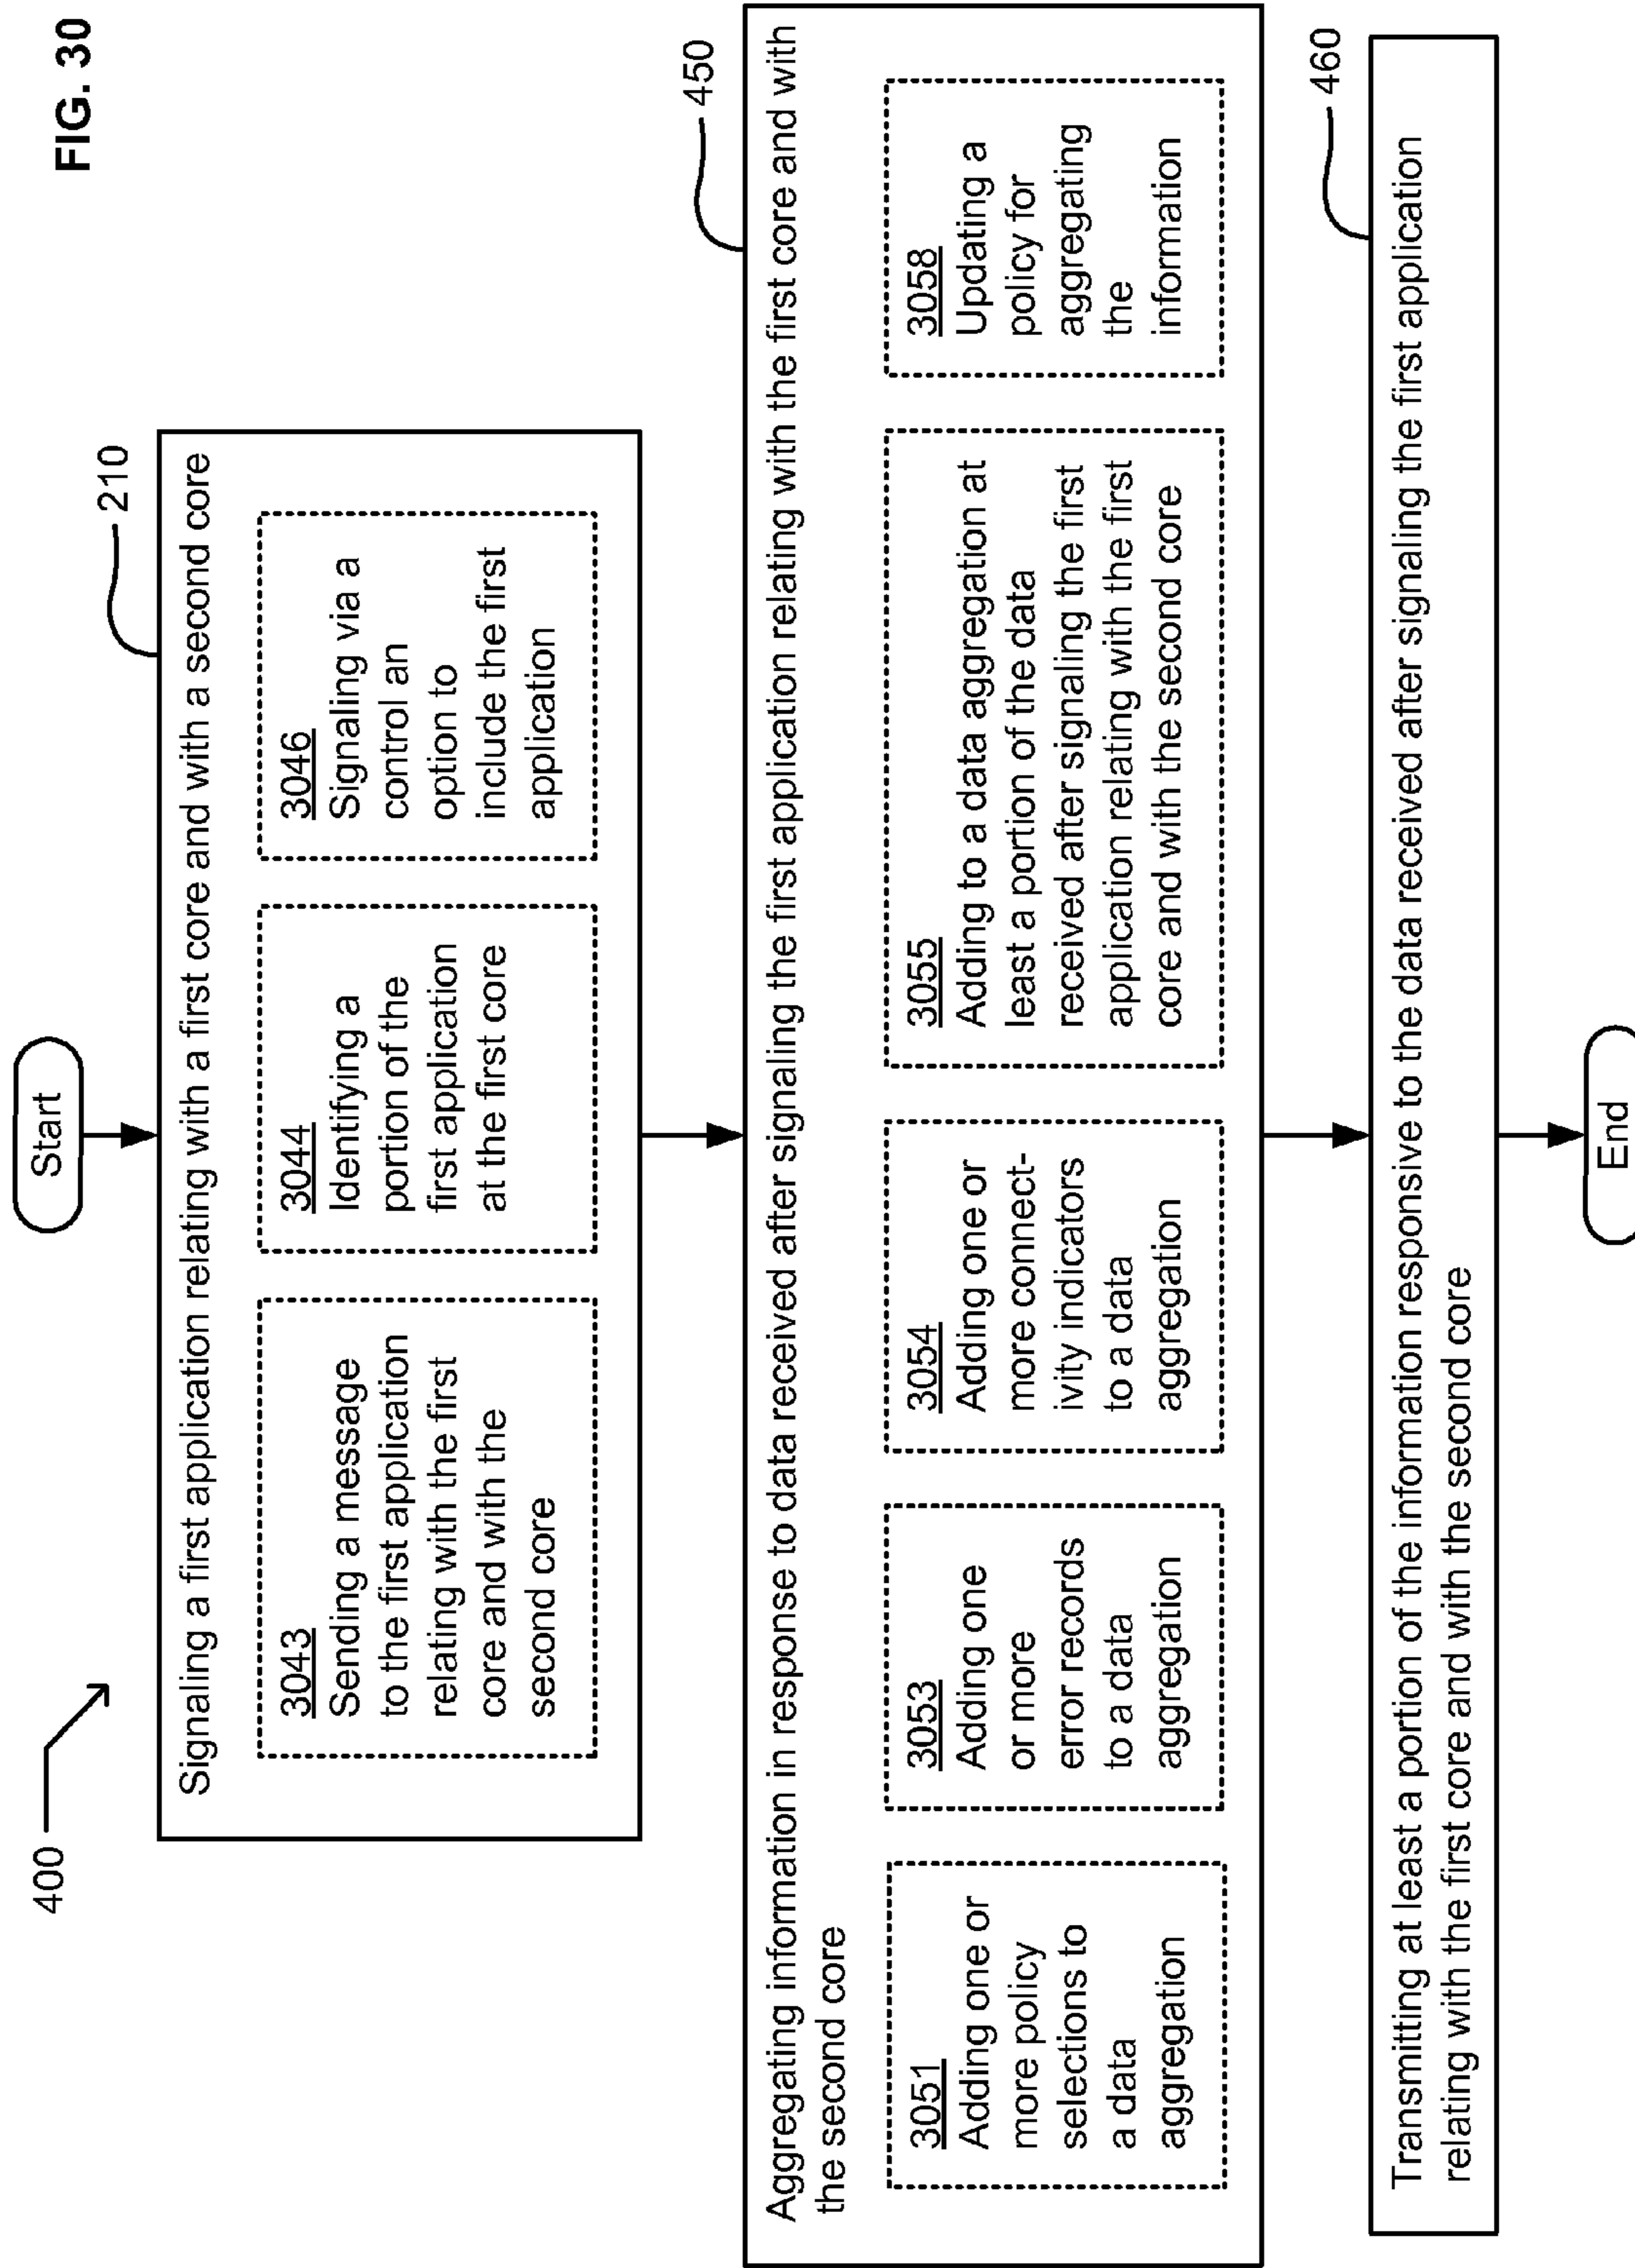 FIG. 30
400
Start
210
Signaling a first application relating with a first core and with a second core
3043
Sending a message
to the first application
relating with the first
core and with the
second core
3044
Identifying a
portion of the
first application
at the first core
3046
Signaling via a
control an
option to
include the first
application
450
Aggregating information in response to data received after signaling the first application relating with the first core and with
the second core
3051
Adding one or
more policy
selections to
a data
aggregation
3053
Adding one
or more
error records
to a data
aggregation
3054
Adding one or
more connect-
ivity indicators
to a data
aggregation
3055
Adding to a data aggregation at
least a portion of the data
received after signaling the first
application relating with the first
core and with the second core
3058
Updating a
policy for
aggregating
the
information
460
Transmitting at least a portion of the information responsive to the data received after signaling the first application
relating with the first core and with the second core
End